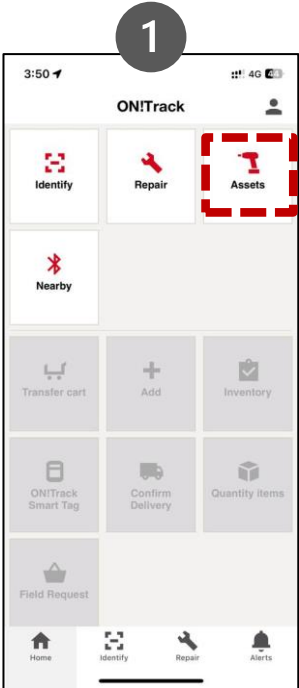 1
3:50 4G 44
ON!Track
Identify Repair Assets
Nearby
Transfer cart Add Inventory
ON!Track
Smart Tag
Confirm
Delivery
Quantity items
Field Request
Home Identify Repair Alerts